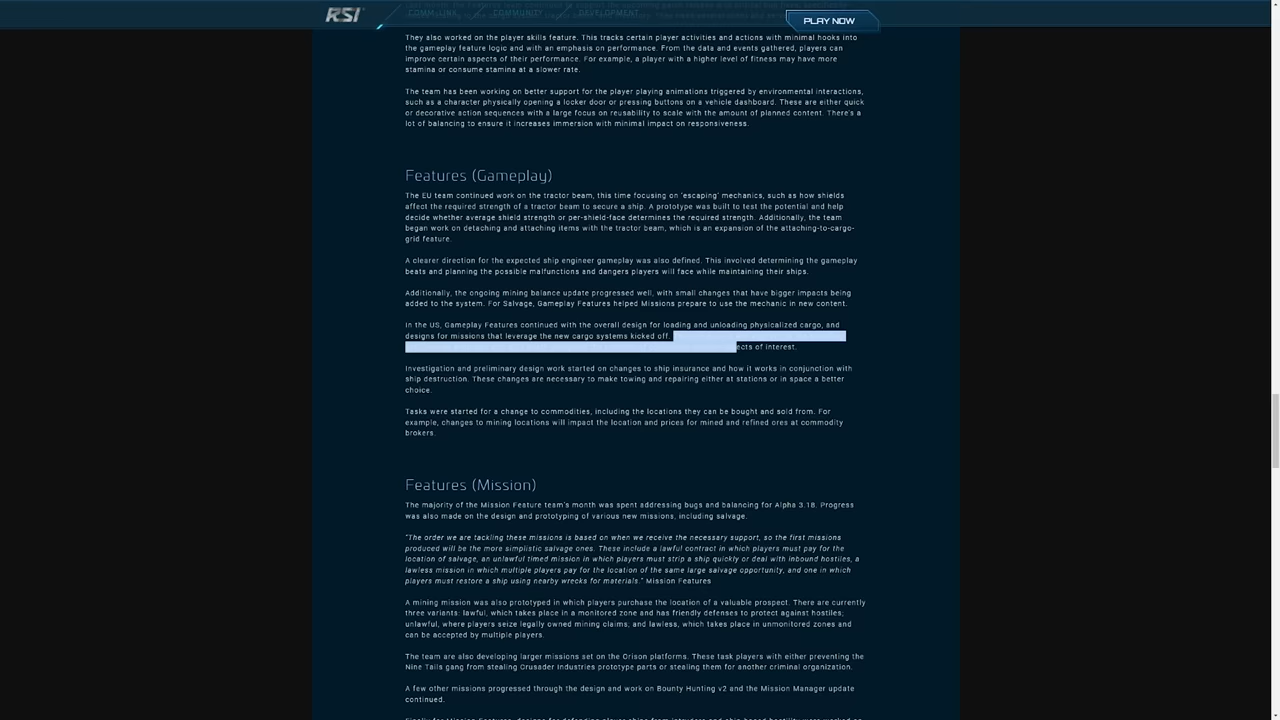 RSI
COMM-LINK
COMMUNITY
DEVELOPMENT
PLAY NOW
They also worked on the player skills feature. This tracks certain player activities and actions with minimal hooks into
the gameplay feature logic and with an emphasis on performance. From the data and events gathered, players can
improve certain aspects of their performance. For example, a player with a higher level of fitness may have more
stamina or consume stamina at a slower rate.
The team has been working on better support for the player playing animations triggered by environmental interactions,
such as a character physically opening a locker door or pressing buttons on a vehicle dashboard. These are either quick
or decorative action sequences with a large focus on reusability to scale with the amount of planned content. There's a
lot of balancing to ensure it increases immersion with minimal impact on responsiveness.
Features (Gameplay)
The EU team continued work on the tractor beam, this time focusing on 'escaping' mechanics, such as how shields
affect the required strength of a tractor beam to secure a ship. A prototype was built to test the potential and help
decide whether average shield strength or per-shield-face determines the required strength. Additionally, the team
began work on detaching and attaching items with the tractor beam, which is an expansion of the attaching-to-cargo-
grid feature.
A clearer direction for the expected ship engineer gameplay was also defined. This involved determining the gameplay
beats and planning the possible malfunctions and dangers players will face while maintaining their ships.
Additionally, the ongoing mining balance update progressed well, with small changes that have bigger impacts being
added to the system. For Salvage, Gameplay Features helped Missions prepare to use the mechanic in new content.
In the US, Gameplay Features continued with the overall design for loading and unloading physicalized cargo, and
designs for missions that leverage the new cargo systems kicked off.
ects of interest.
Investigation and preliminary design work started on changes to ship insurance and how it works in conjunction with
ship destruction. These changes are necessary to make towing and repairing either at stations or in space a better
choice.
Tasks were started for a change to commodities, including the locations they can be bought and sold from. For
example, changes to mining locations will impact the location and prices for mined and refined ores at commodity
brokers.
Features (Mission)
The majority of the Mission Feature team's month was spent addressing bugs and balancing for Alpha 3.18. Progress
was also made on the design and prototyping of various new missions, including salvage.
"The order we are tackling these missions is based on when we receive the necessary support, so the first missions
produced will be the more simplistic salvage ones. These include a lawful contract in which players must pay for the
location of salvage, an unlawful timed mission in which players must strip a ship quickly or deal with inbound hostiles, a
lawless mission in which multiple players pay for the location of the same large salvage opportunity, and one in which
players must restore a ship using nearby wrecks for materials." Mission Features
A mining mission was also prototyped in which players purchase the location of a valuable prospect. There are currently
three variants: lawful, which takes place in a monitored zone and has friendly defenses to protect against hostiles;
unlawful, where players seize legally owned mining claims; and lawless, which takes place in unmonitored zones and
can be accepted by multiple players.
The team are also developing larger missions set on the Orison platforms. These task players with either preventing the
Nine Tails gang from stealing Crusader Industries prototype parts or stealing them for another criminal organization.
A few other missions progressed through the design and work on Bounty Hunting v2 and the Mission Manager update
continued.